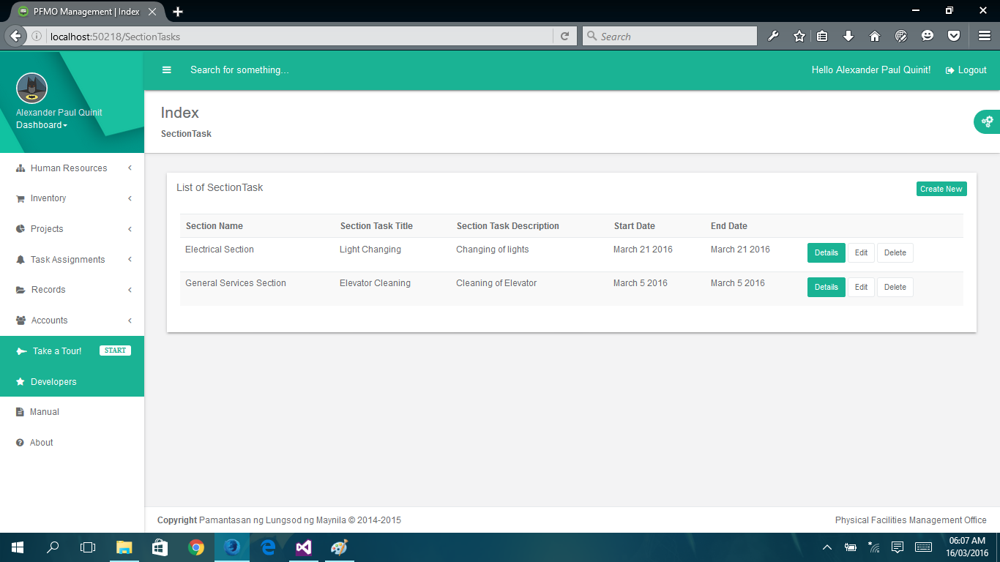 PFMO Management | Index
localhost:50218/SectionTasks
Search
Alexander Paul Quinit
Dashboard
Search for something...
Hello Alexander Paul Quinit!
Logout
Index
SectionTask
Human Resources
Inventory
Projects
Task Assignments
Records
Accounts
Take a Tour!
START
Developers
Manual
About
List of SectionTask
Create New
Section Name Section Task Title Section Task Description Start Date End Date
Electrical Section Light Changing Changing of lights March 21 2016 March 21 2016 Details Edit Delete
General Services Section Elevator Cleaning Cleaning of Elevator March 5 2016 March 5 2016 Details Edit Delete
Copyright Pamantasan ng Lungsod ng Maynila © 2014-2015
Physical Facilities Management Office
06:07 AM
16/03/2016